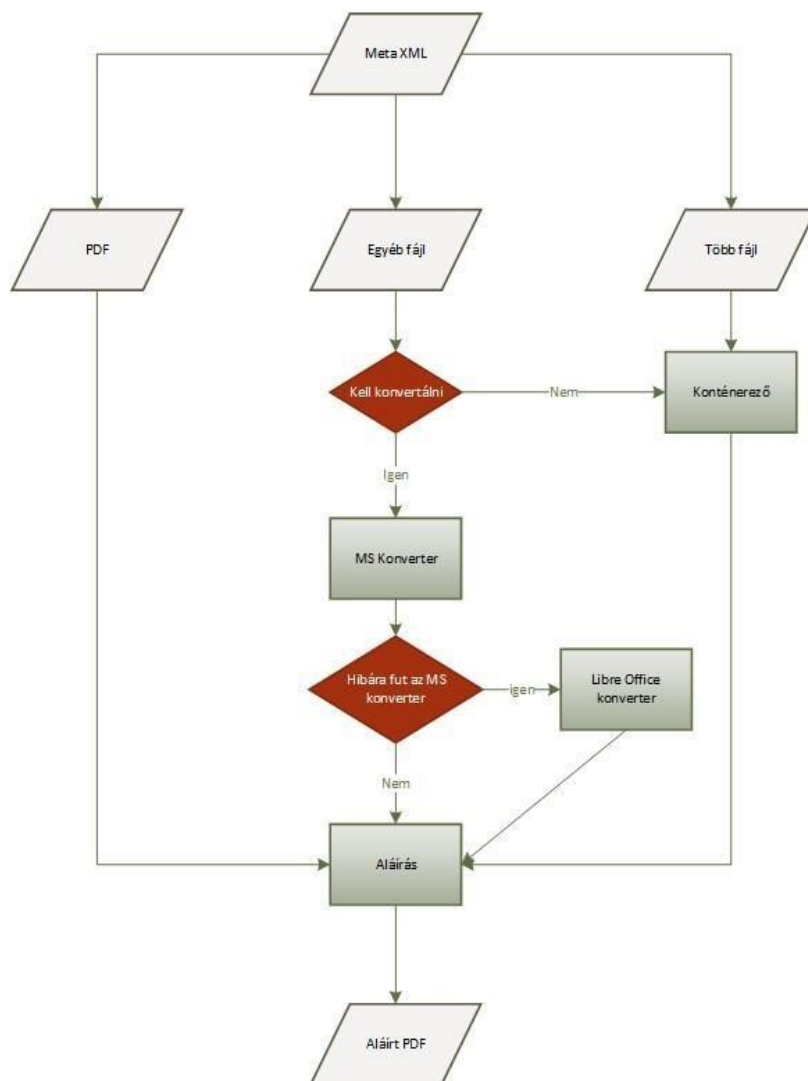 Meta XML
PDF
Egyéb fájl
Több fájl
Kell konvertálni
Nem
Konténerező
Igen
MS Konverter
Hibára fut az MS
konverter
igen
Libre Office
konverter
Nem
Aláírás
Aláírt PDF